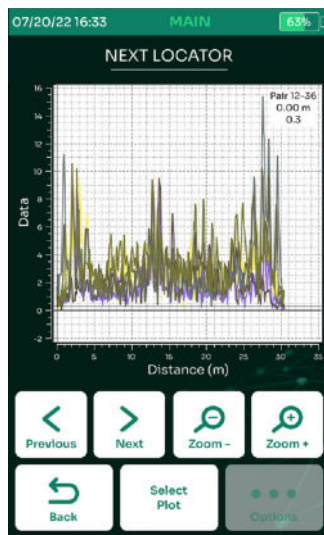 07/20/22 16:33 MAIN 63%
NEXT LOCATOR
Pair 12-36
0.00 m
0.3
16
14
12
10
8
6
4
2
0
-2
Data
0 5 10 15 20 25 30 35
Distance (m)
Previous Next Zoom - Zoom +
Back Select Plot Options